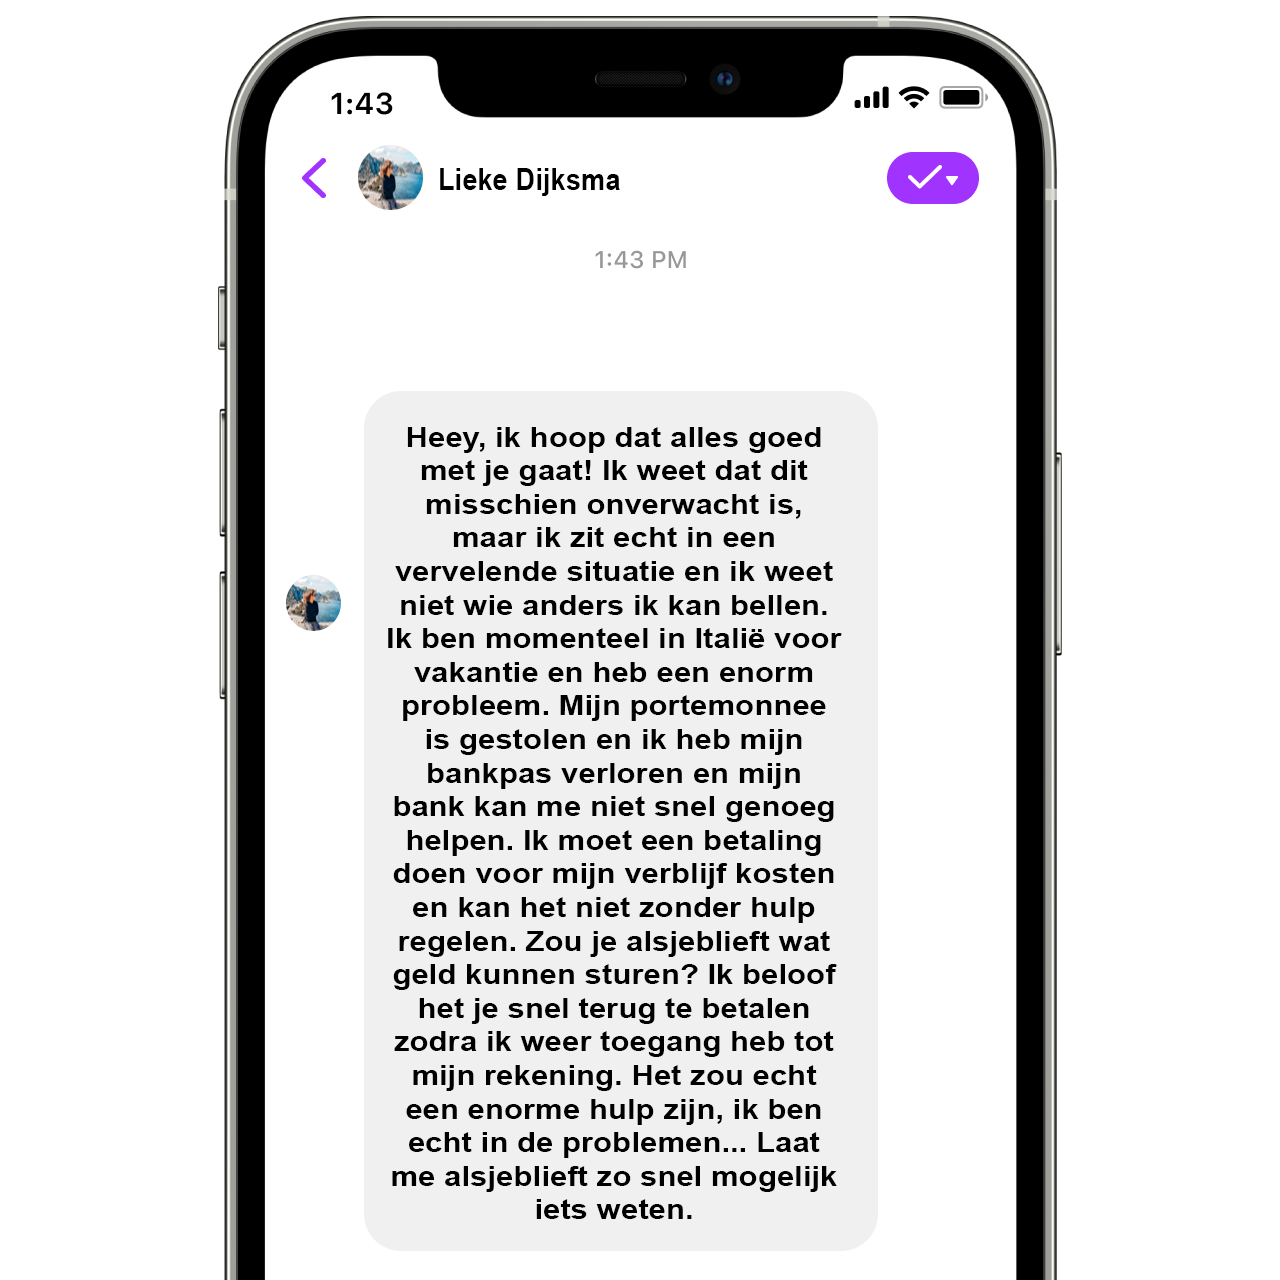 1:43
Lieke Dijksma
1:43 PM
Heey, ik hoop dat alles goed
met je gaat! Ik weet dat dit
misschien onverwacht is,
maar ik zit echt in een
vervelende situatie en ik weet
niet wie anders ik kan bellen.
Ik ben momenteel in Italië voor
vakantie en heb een enorm
probleem. Mijn portemonnee
is gestolen en ik heb mijn
bankpas verloren en mijn
bank kan me niet snel genoeg
helpen. Ik moet een betaling
doen voor mijn verblijf kosten
en kan het niet zonder hulp
regelen. Zou je alsjeblieft wat
geld kunnen sturen? Ik beloof
het je snel terug te betalen
zodra ik weer toegang heb tot
mijn rekening. Het zou echt
een enorme hulp zijn, ik ben
echt in de problemen... Laat
me alsjeblieft zo snel mogelijk
iets weten.